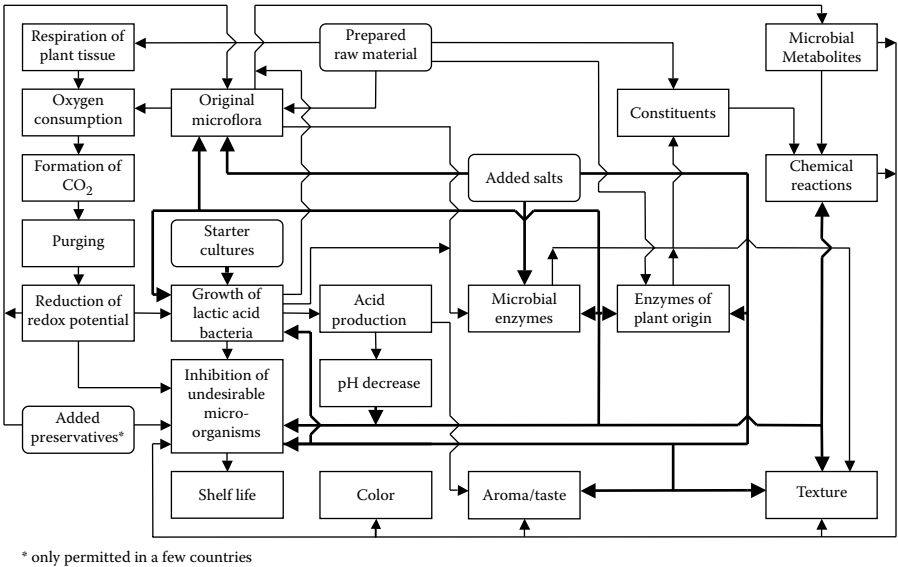 Respiration of
plant tissue
Prepared
raw material
Microbial
Metabolites
Oxygen
consumption
Original
microflora
Constituents
Formation of
CO2
Added salts
Chemical
reactions
Purging
Starter
cultures
Reduction of
redox potential
Growth of
lactic acid
bacteria
Acid
production
Microbial
enzymes
Enzymes of
plant origin
Inhibition of
undesirable
micro-
organisms
pH decrease
Added
preservatives*
Shelf life
Color
Aroma/taste
Texture
* only permitted in a few countries